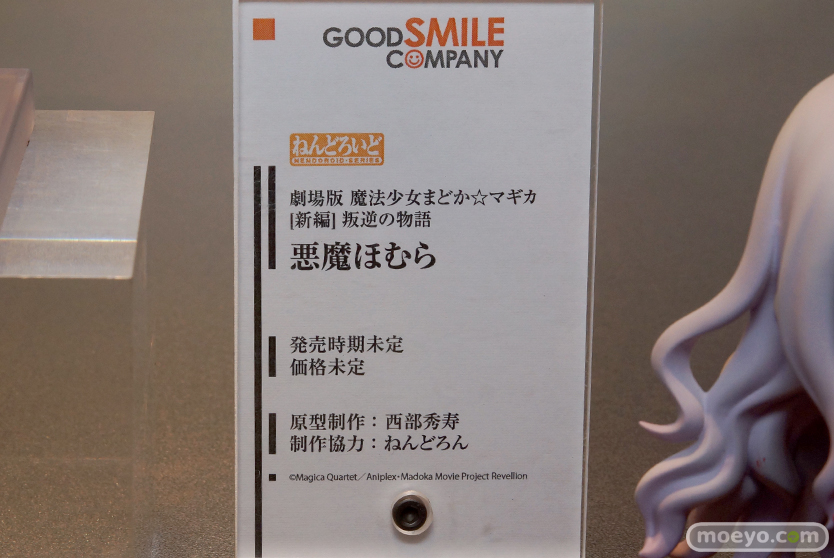 GOODSMILE
COMPANY
ねんどろいど
NENDOROID・SERIES
劇場版 魔法少女まどか☆マギカ
[新編] 叛逆の物語
悪魔ほむら
発売時期未定
価格未定
原型制作：西部秀寿
制作協力：ねんどろん
©Magica Quartet／Aniplex・Madoka Movie Project Revellion
moeyo.com